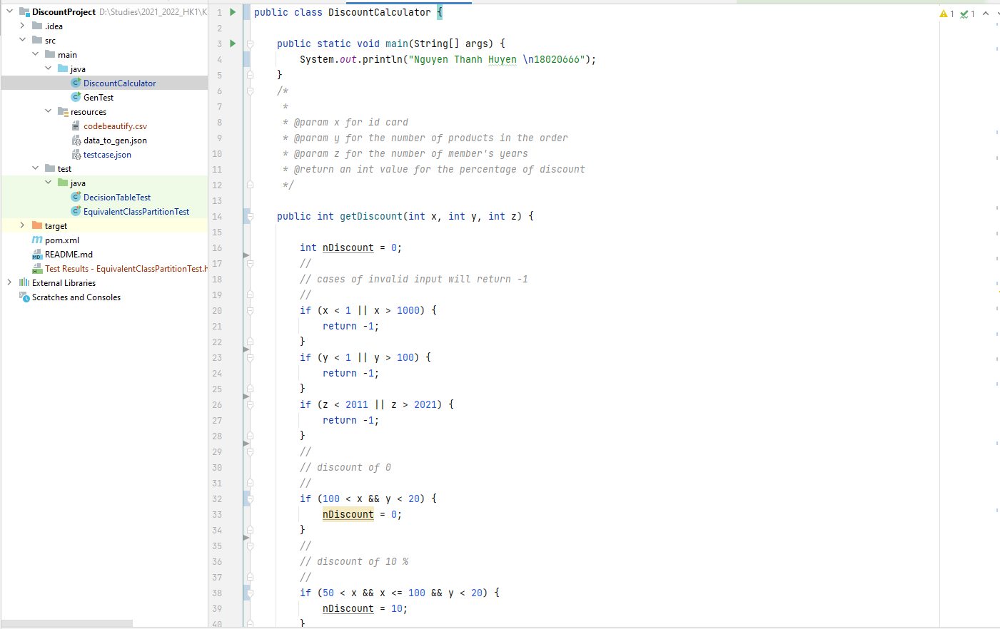 DiscountProject D:\Studies\2021_2022_HK1\K
.idea
src
main
java
DiscountCalculator
GenTest
resources
codebeautify.csv
data_to_gen.json
testcase.json
test
java
DecisionTableTest
EquivalentClassPartitionTest
target
pom.xml
README.md
Test Results - EquivalentClassPartitionTest.h
External Libraries
Scratches and Consoles
1 public class DiscountCalculator {
2
3 public static void main(String[] args) {
4 System.out.println("Nguyen Thanh Huyen \n18020666");
5 }
6 /*
7 *
8 * @param x for id card
9 * @param y for the number of products in the order
10 * @param z for the number of member's years
11 * @return an int value for the percentage of discount
12 */
13
14 public int getDiscount(int x, int y, int z) {
15
16 int nDiscount = 0;
17 //
18 // cases of invalid input will return -1
19 //
20 if (x < 1 || x > 1000) {
21 return -1;
22 }
23 if (y < 1 || y > 100) {
24 return -1;
25 }
26 if (z < 2011 || z > 2021) {
27 return -1;
28 }
29 //
30 // discount of 0
31 //
32 if (100 < x && y < 20) {
33 nDiscount = 0;
34 }
35 //
36 // discount of 10 %
37 //
38 if (50 < x && x <= 100 && y < 20) {
39 nDiscount = 10;
40 }
1 1